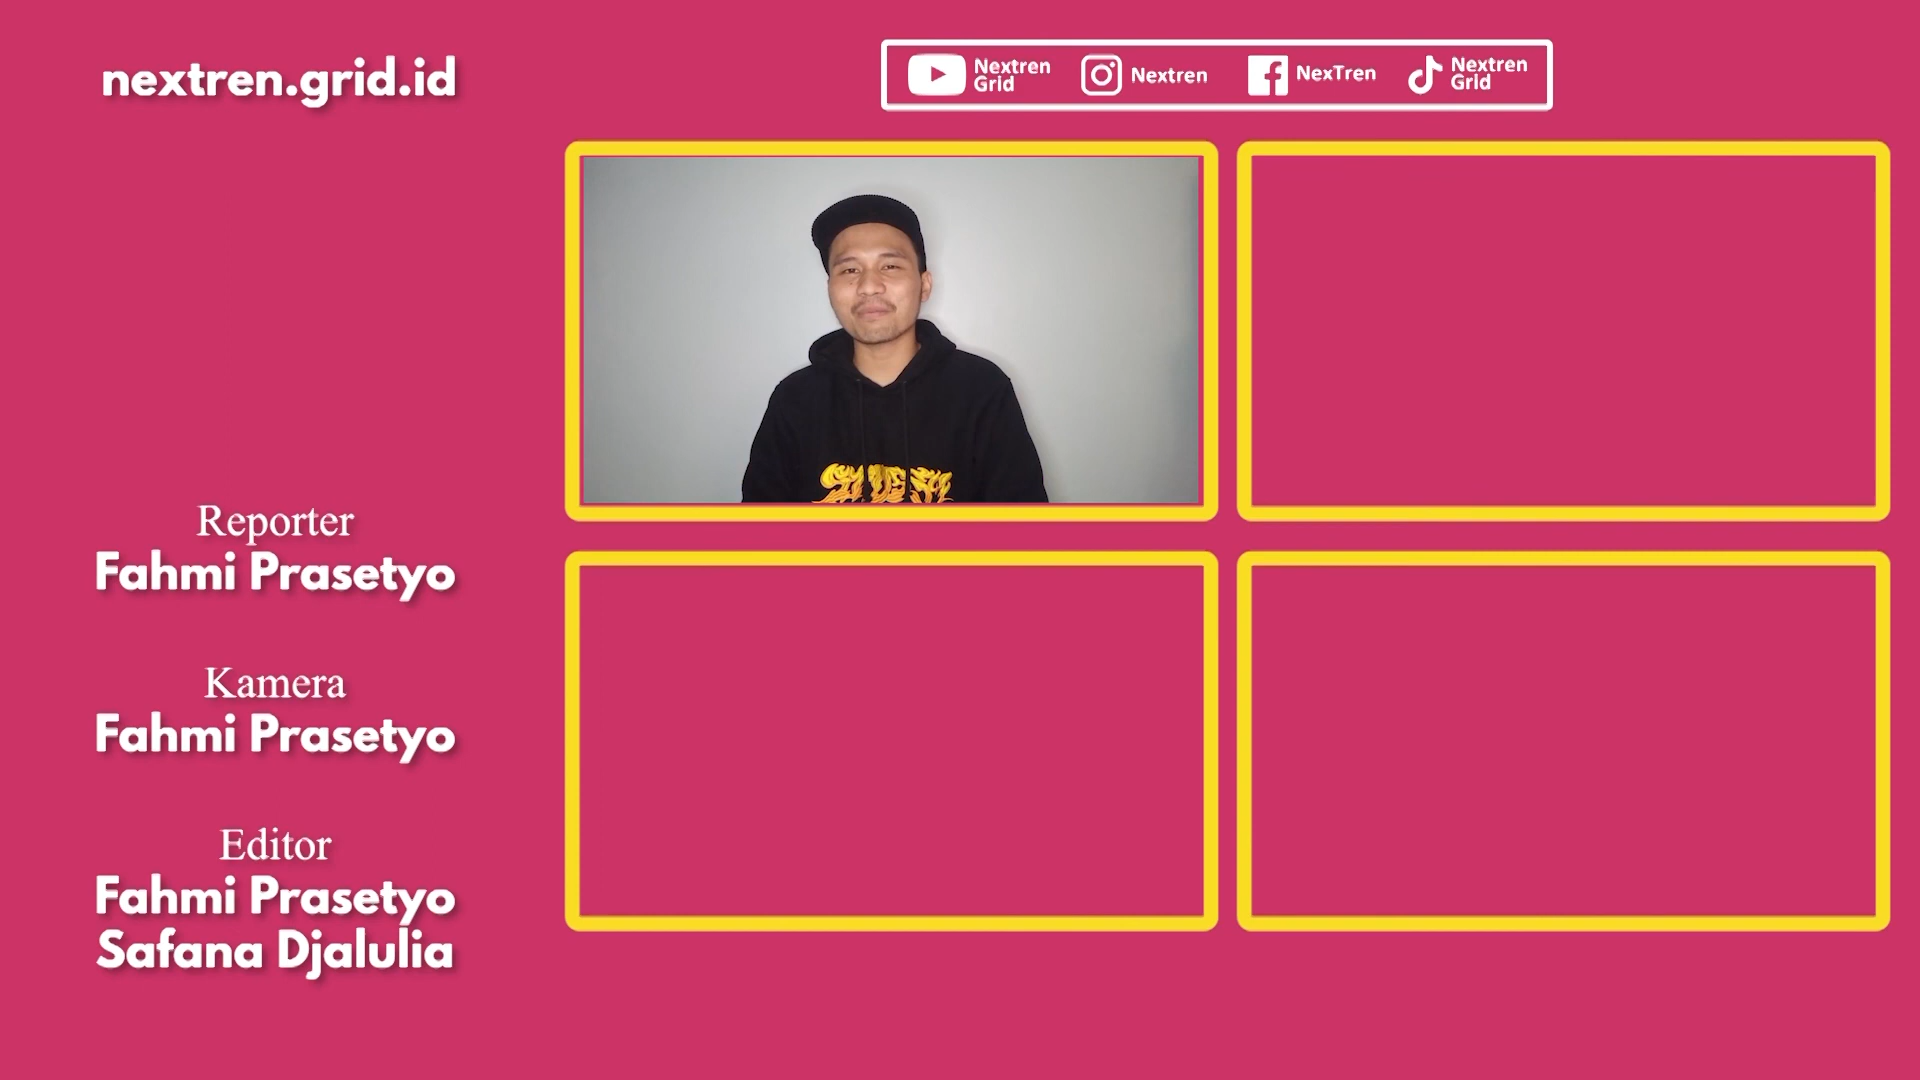 nextren.grid.id
Nextren
Grid
Nextren
NexTren
Nextren
Grid
Reporter
Fahmi Prasetyo
Kamera
Fahmi Prasetyo
Editor
Fahmi Prasetyo
Safana Djalulia